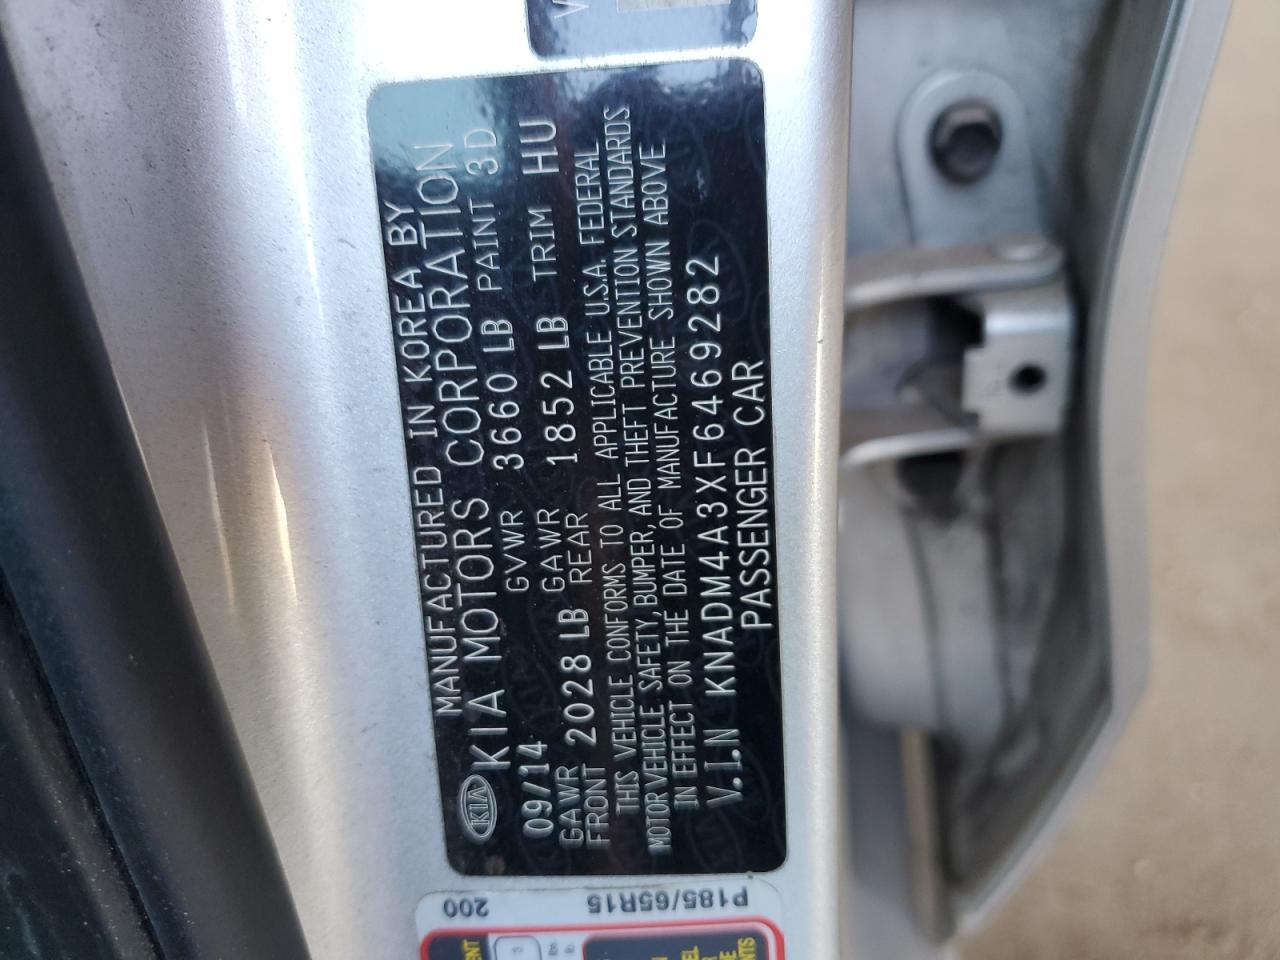 MANUFACTURED IN KOREA BY
KIA KIA MOTORS CORPORATION
09/14 GVWR 3660 LB PAINT 3D
GAWR FRONT 2028 LB GAWR REAR 1852 LB TRIM HU
THIS VEHICLE CONFORMS TO ALL APPLICABLE U.S.A. FEDERAL
MOTOR VEHICLE SAFETY, BUMPER, AND THEFT PREVENTION STANDARDS
IN EFFECT ON THE DATE OF MANUFACTURE SHOWN ABOVE
V.I.N KNADM4A3XF6469282
PASSENGER CAR
P185/65R15
200